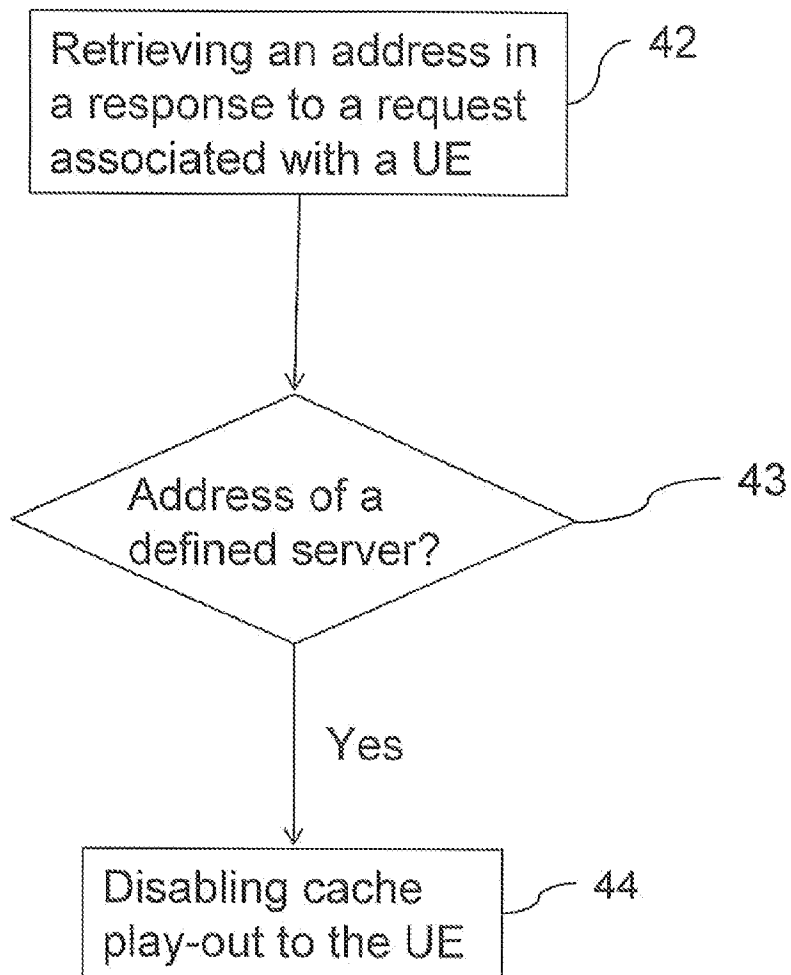 Retrieving an address in
a response to a request
associated with a UE
42
Address of a
defined server?
43
Yes
Disabling cache
play-out to the UE
44